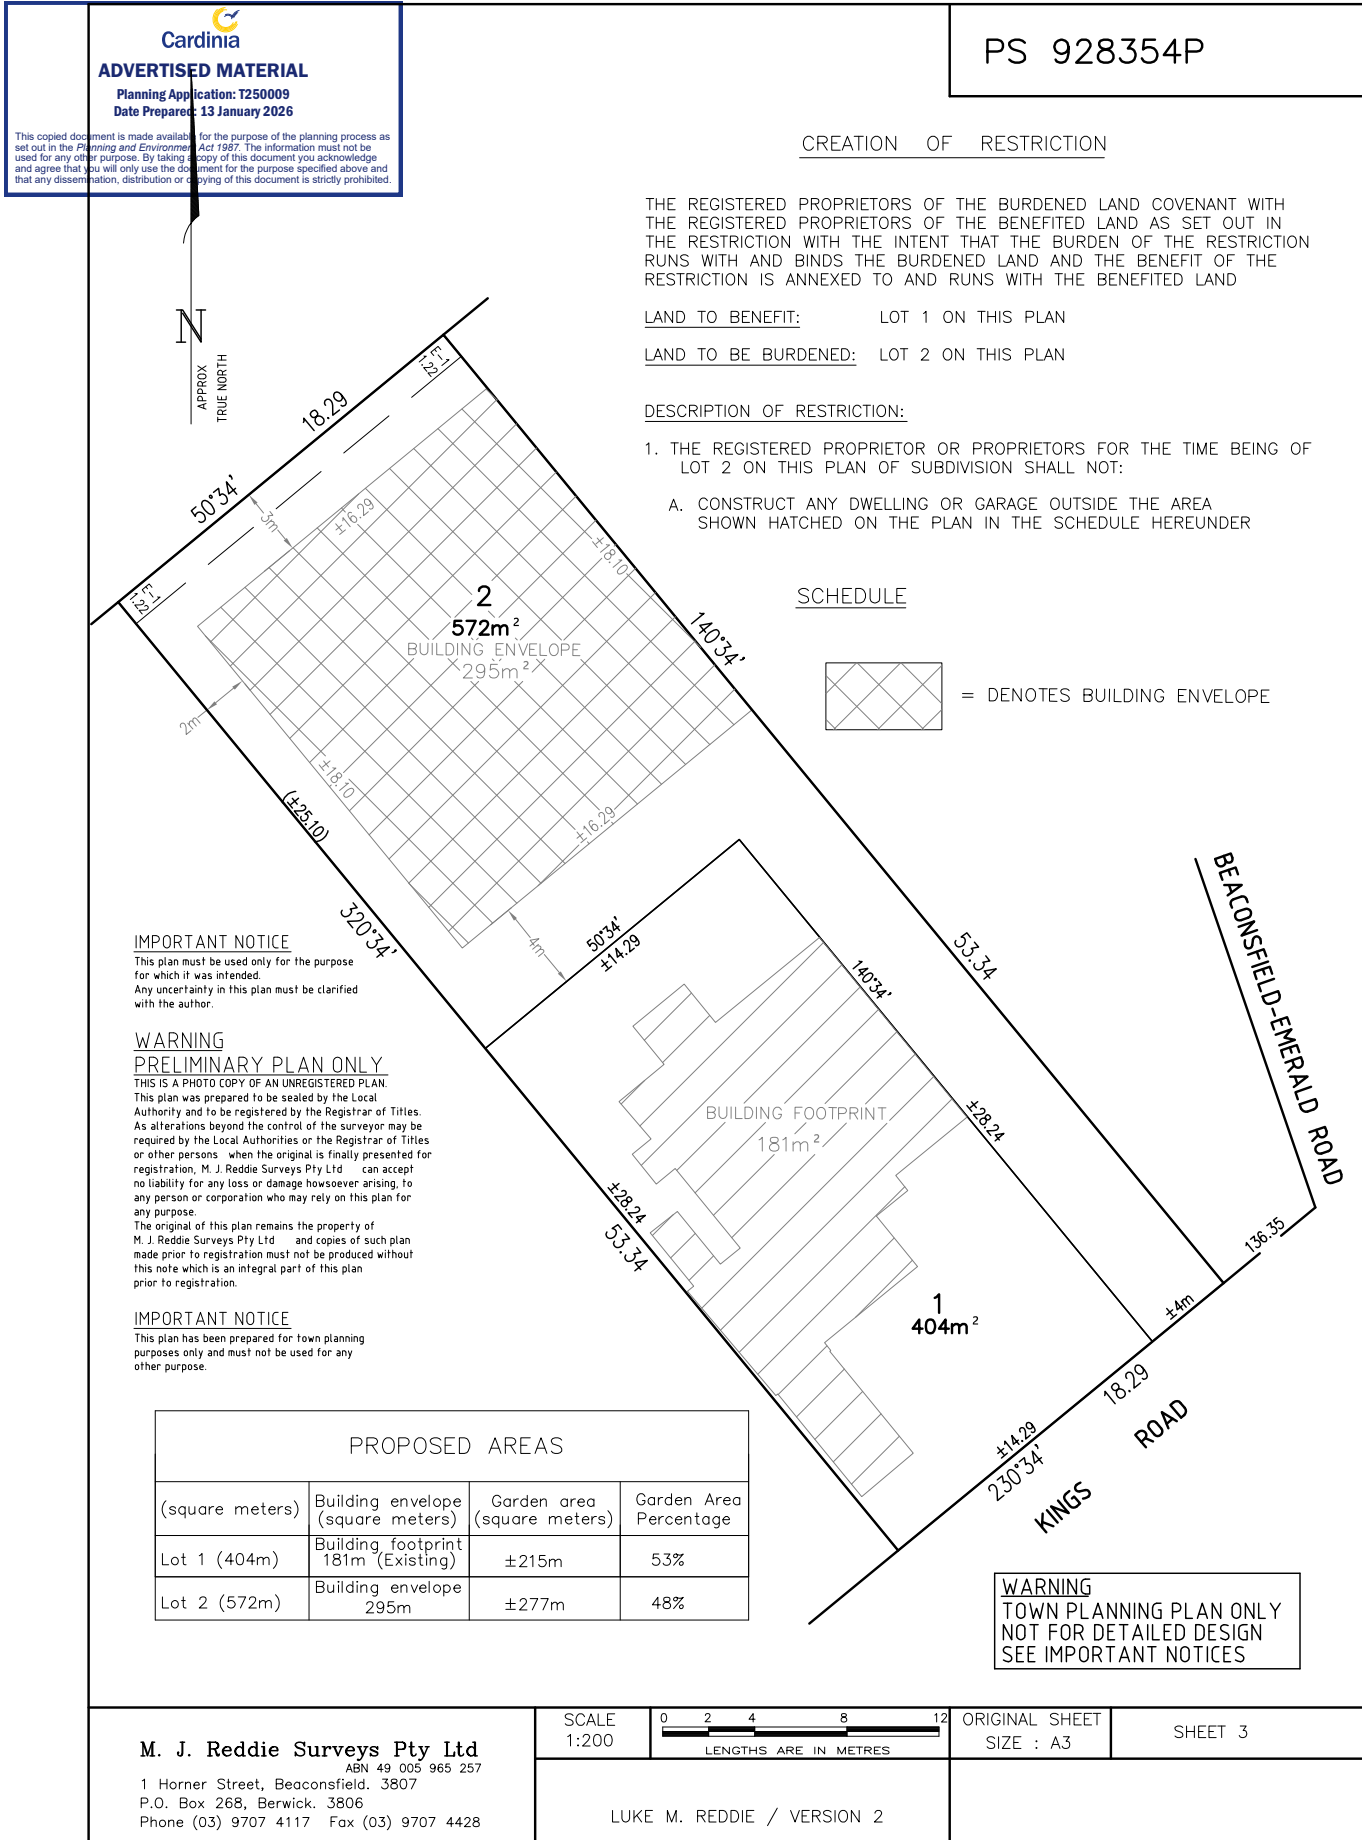 Cardinia
ADVERTISED MATERIAL
Planning Application: T250009
Date Prepared: 13 January 2026
This copied document is made available for the purpose of the planning process as
set out in the Planning and Environment Act 1987. The information must not be
used for any other purpose. By taking a copy of this document you acknowledge
and agree that you will only use the document for the purpose specified above and
that any dissemination, distribution or copying of this document is strictly prohibited.
PS 928354P
CREATION OF RESTRICTION
THE REGISTERED PROPRIETORS OF THE BURDENED LAND COVENANT WITH
THE REGISTERED PROPRIETORS OF THE BENEFITED LAND AS SET OUT IN
THE RESTRICTION WITH THE INTENT THAT THE BURDEN OF THE RESTRICTION
RUNS WITH AND BINDS THE BURDENED LAND AND THE BENEFIT OF THE
RESTRICTION IS ANNEXED TO AND RUNS WITH THE BENEFITED LAND
LAND TO BENEFIT: LOT 1 ON THIS PLAN
LAND TO BE BURDENED: LOT 2 ON THIS PLAN
DESCRIPTION OF RESTRICTION:
1. THE REGISTERED PROPRIETOR OR PROPRIETORS FOR THE TIME BEING OF
LOT 2 ON THIS PLAN OF SUBDIVISION SHALL NOT:
A. CONSTRUCT ANY DWELLING OR GARAGE OUTSIDE THE AREA
SHOWN HATCHED ON THE PLAN IN THE SCHEDULE HEREUNDER
SCHEDULE
= DENOTES BUILDING ENVELOPE
N
APPROX
TRUE NORTH
E-1
1.22
18.29
50°34'
E-1
1.22
3m
±16.29
±18.10
2
572m²
BUILDING ENVELOPE
295m²
140°34'
2m
±18.10
(±25.10)
±16.29
320°34'
4m
50°34'
±14.29
53.34
140°34'
BEACONSFIELD-EMERALD ROAD
BUILDING FOOTPRINT
181m²
±28.24
±28.24
53.34
136.35
1
404m²
±4m
18.29
±14.29
230°34'
KINGS ROAD
IMPORTANT NOTICE
This plan must be used only for the purpose
for which it was intended.
Any uncertainty in this plan must be clarified
with the author.
WARNING
PRELIMINARY PLAN ONLY
THIS IS A PHOTO COPY OF AN UNREGISTERED PLAN.
This plan was prepared to be sealed by the Local
Authority and to be registered by the Registrar of Titles.
As alterations beyond the control of the surveyor may be
required by the Local Authorities or the Registrar of Titles
or other persons when the original is finally presented for
registration, M. J. Reddie Surveys Pty Ltd can accept
no liability for any loss or damage howsoever arising, to
any person or corporation who may rely on this plan for
any purpose.
The original of this plan remains the property of
M. J. Reddie Surveys Pty Ltd and copies of such plan
made prior to registration must not be produced without
this note which is an integral part of this plan
prior to registration.
IMPORTANT NOTICE
This plan has been prepared for town planning
purposes only and must not be used for any
other purpose.
PROPOSED AREAS
(square meters)
Building envelope
(square meters)
Garden area
(square meters)
Garden Area
Percentage
Lot 1 (404m)
Building footprint
181m (Existing)
±215m
53%
Lot 2 (572m)
Building envelope
295m
±277m
48%
WARNING
TOWN PLANNING PLAN ONLY
NOT FOR DETAILED DESIGN
SEE IMPORTANT NOTICES
M. J. Reddie Surveys Pty Ltd
ABN 49 005 965 257
1 Horner Street, Beaconsfield. 3807
P.O. Box 268, Berwick. 3806
Phone (03) 9707 4117 Fax (03) 9707 4428
SCALE
1:200
0 2 4 8 12
LENGTHS ARE IN METRES
ORIGINAL SHEET
SIZE : A3
SHEET 3
LUKE M. REDDIE / VERSION 2